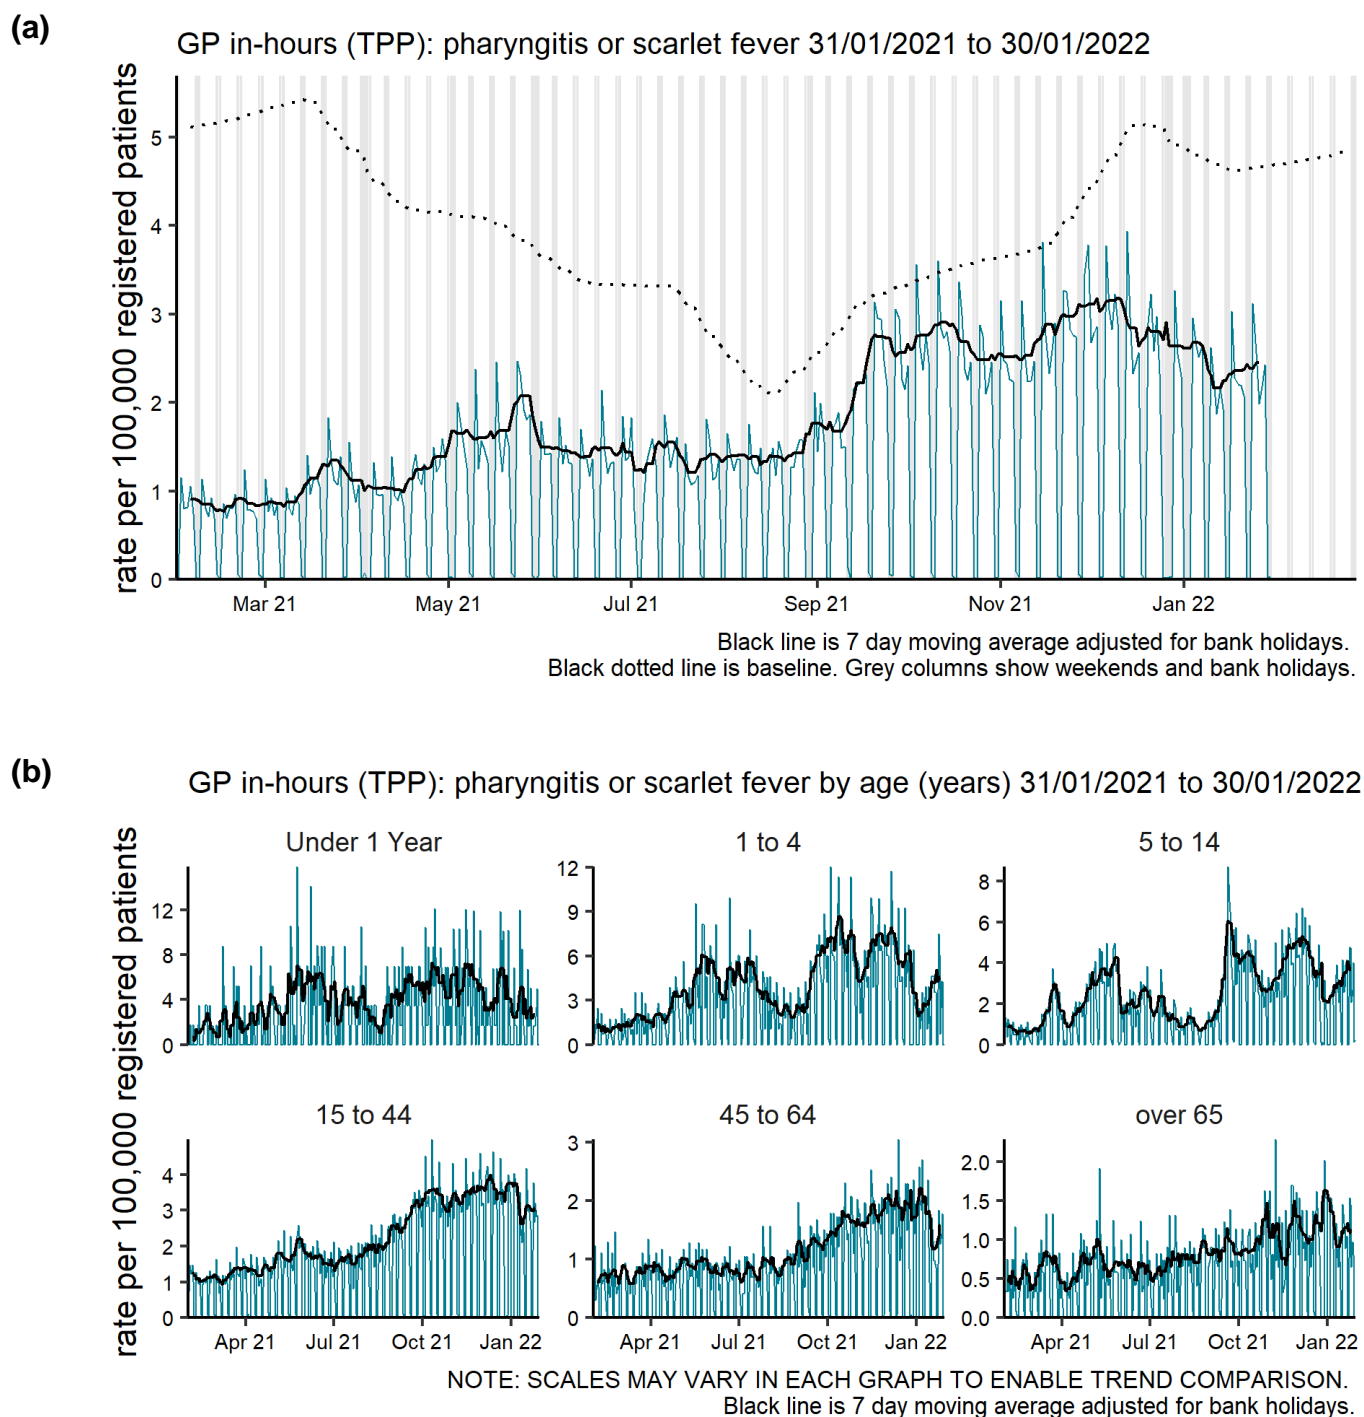 (a)
GP in-hours (TPP): pharyngitis or scarlet fever 31/01/2021 to 30/01/2022
rate per 100,000 registered patients
5
4
3
2
1
0
Mar 21 May 21 Jul 21 Sep 21 Nov 21 Jan 22
Black line is 7 day moving average adjusted for bank holidays.
Black dotted line is baseline. Grey columns show weekends and bank holidays.
(b)
GP in-hours (TPP): pharyngitis or scarlet fever by age (years) 31/01/2021 to 30/01/2022
rate per 100,000 registered patients
Under 1 Year
12
8
4
0
1 to 4
12
9
6
3
0
5 to 14
8
6
4
2
0
15 to 44
4
3
2
1
0
Apr 21 Jul 21 Oct 21 Jan 22
45 to 64
3
2
1
0
Apr 21 Jul 21 Oct 21 Jan 22
over 65
2.0
1.5
1.0
0.5
0.0
Apr 21 Jul 21 Oct 21 Jan 22
NOTE: SCALES MAY VARY IN EACH GRAPH TO ENABLE TREND COMPARISON.
Black line is 7 day moving average adjusted for bank holidays.